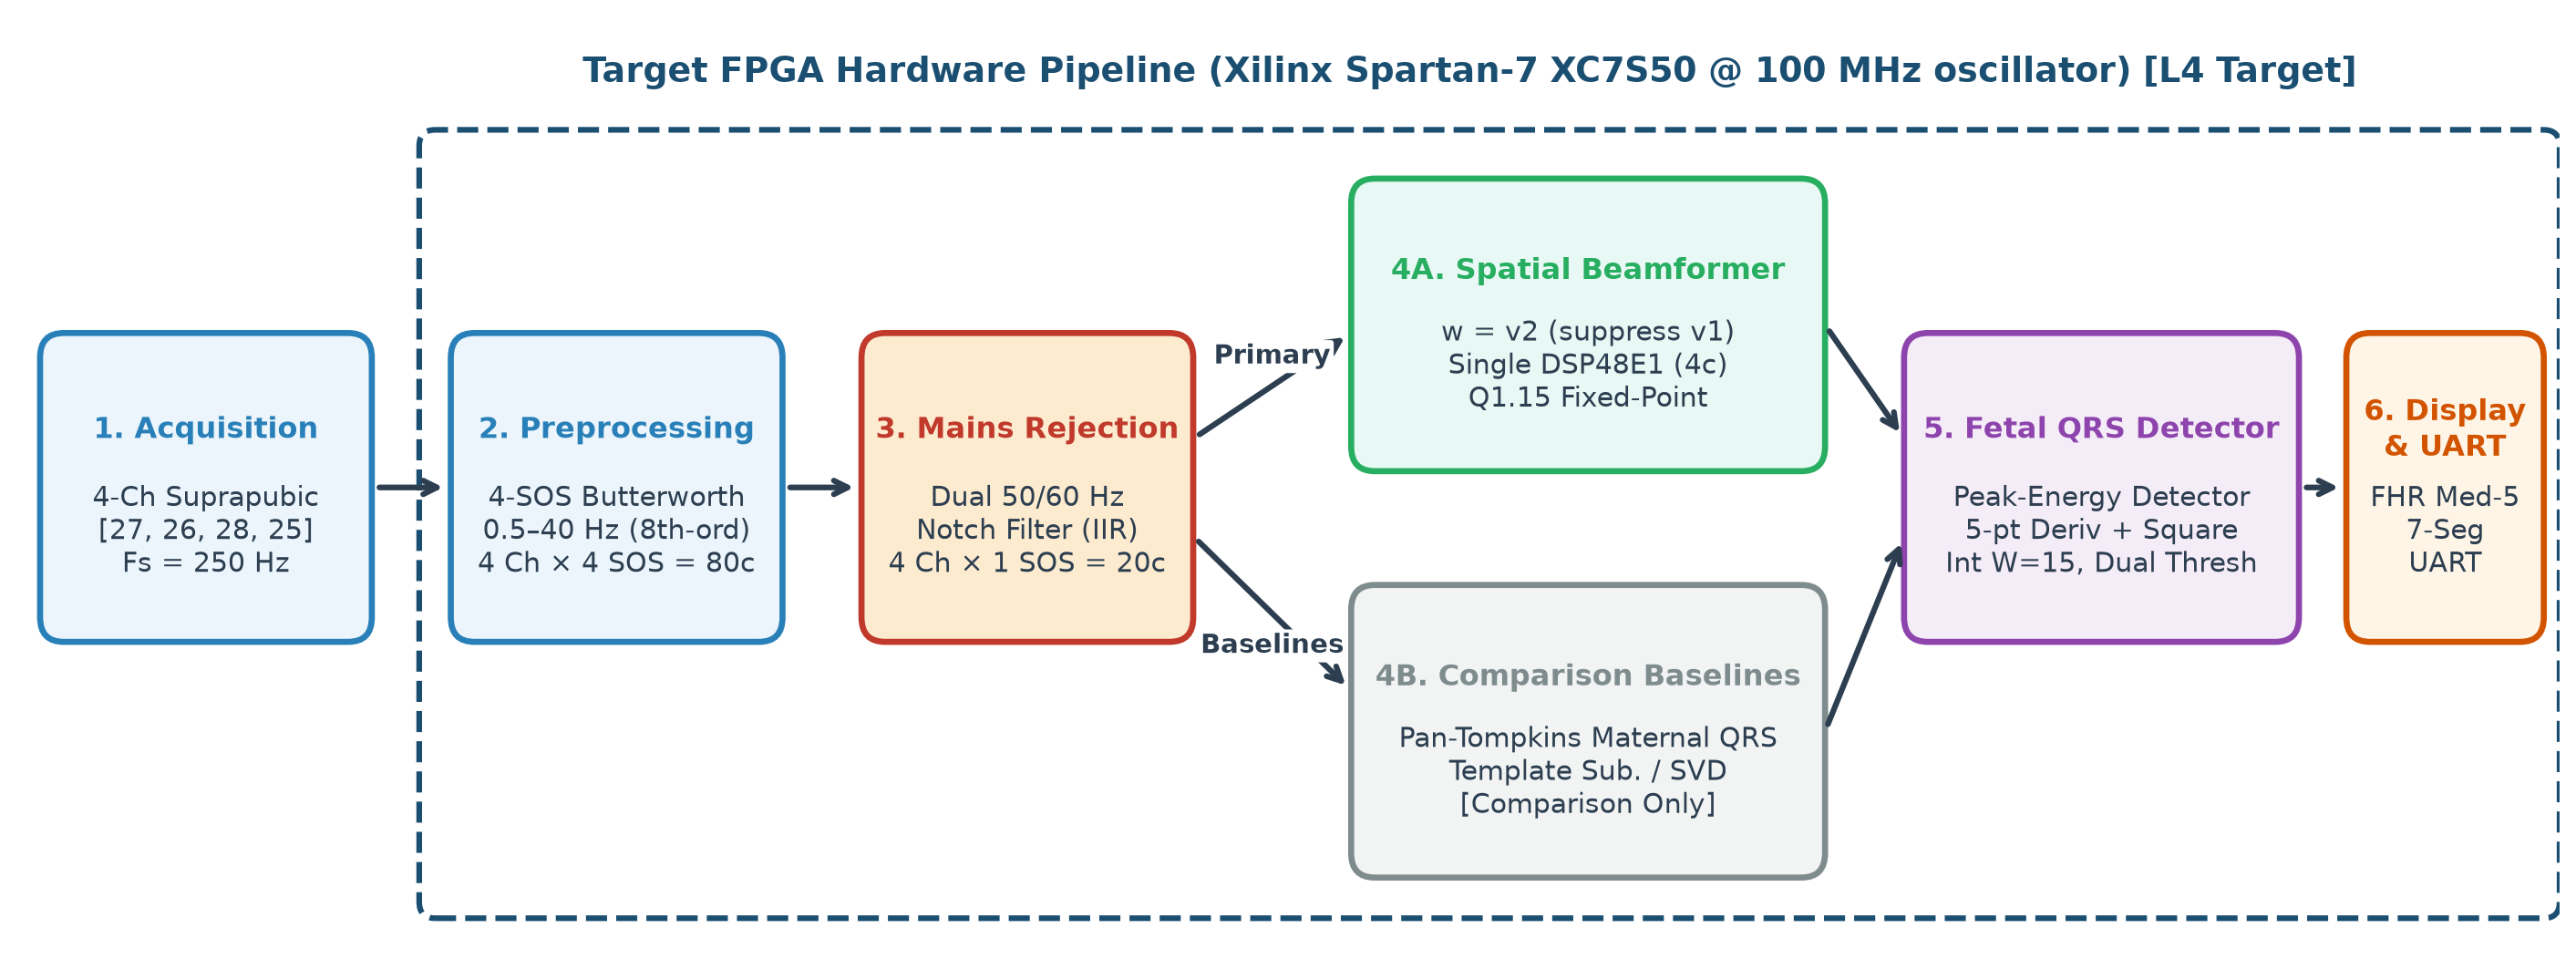 Target FPGA Hardware Pipeline (Xilinx Spartan-7 XC7S50 @ 100 MHz oscillator) [L4 Target]
1. Acquisition
4-Ch Suprapubic
[27, 26, 28, 25]
Fs = 250 Hz
2. Preprocessing
4-SOS Butterworth
0.5–40 Hz (8th-ord)
4 Ch × 4 SOS = 80c
3. Mains Rejection
Dual 50/60 Hz
Notch Filter (IIR)
4 Ch × 1 SOS = 20c
Primary
Baselines
4A. Spatial Beamformer
w = v2 (suppress v1)
Single DSP48E1 (4c)
Q1.15 Fixed-Point
4B. Comparison Baselines
Pan-Tompkins Maternal QRS
Template Sub. / SVD
[Comparison Only]
5. Fetal QRS Detector
Peak-Energy Detector
5-pt Deriv + Square
Int W=15, Dual Thresh
6. Display
& UART
FHR Med-5
7-Seg
UART